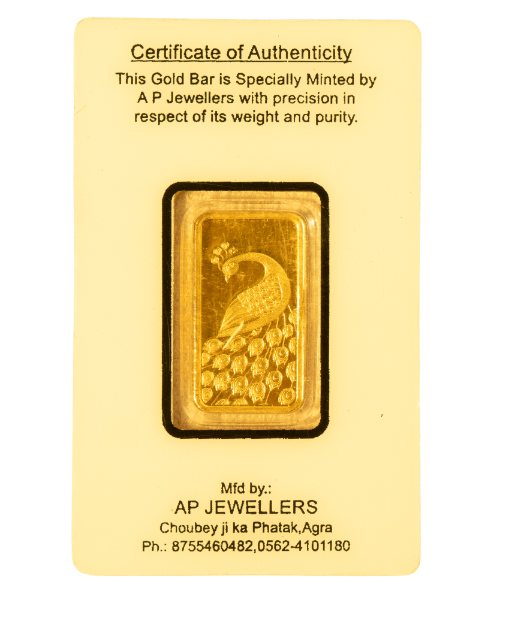 Certificate of Authenticity
This Gold Bar is Specially Minted by
A P Jewellers with precision in
respect of its weight and purity.
Mfd by.:
AP JEWELLERS
Choubey ji ka Phatak,Agra
Ph.: 8755460482,0562-4101180